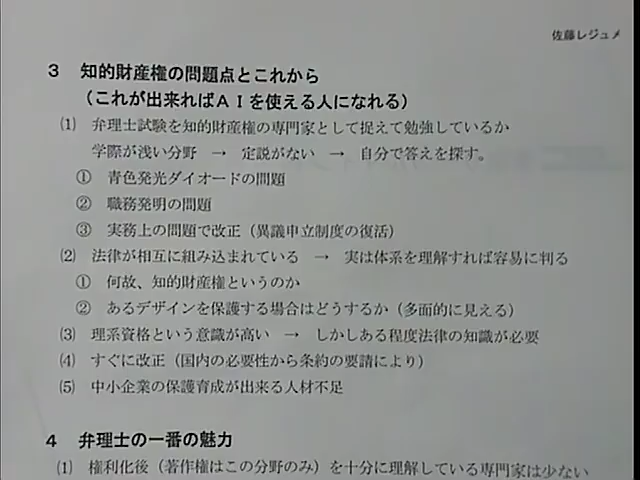 佐藤レジュメ
3 知的財産権の問題点とこれから
(これが出来ればAIを使える人になれる)
(1) 弁理士試験を知的財産権の専門家として捉えて勉強しているか
学際が浅い分野 → 定説がない → 自分で答えを探す。
① 青色発光ダイオードの問題
② 職務発明の問題
③ 実務上の問題で改正(異議申立制度の復活)
(2) 法律が相互に組み込まれている → 実は体系を理解すれば容易に判る
① 何故、知的財産権というのか
② あるデザインを保護する場合はどうするか(多面的に見える)
(3) 理系資格という意識が高い → しかしある程度法律の知識が必要
(4) すぐに改正(国内の必要性から条約の要請により)
(5) 中小企業の保護育成が出来る人材不足
4 弁理士の一番の魅力
(1) 権利化後(著作権はこの分野のみ)を十分に理解している専門家は少ない